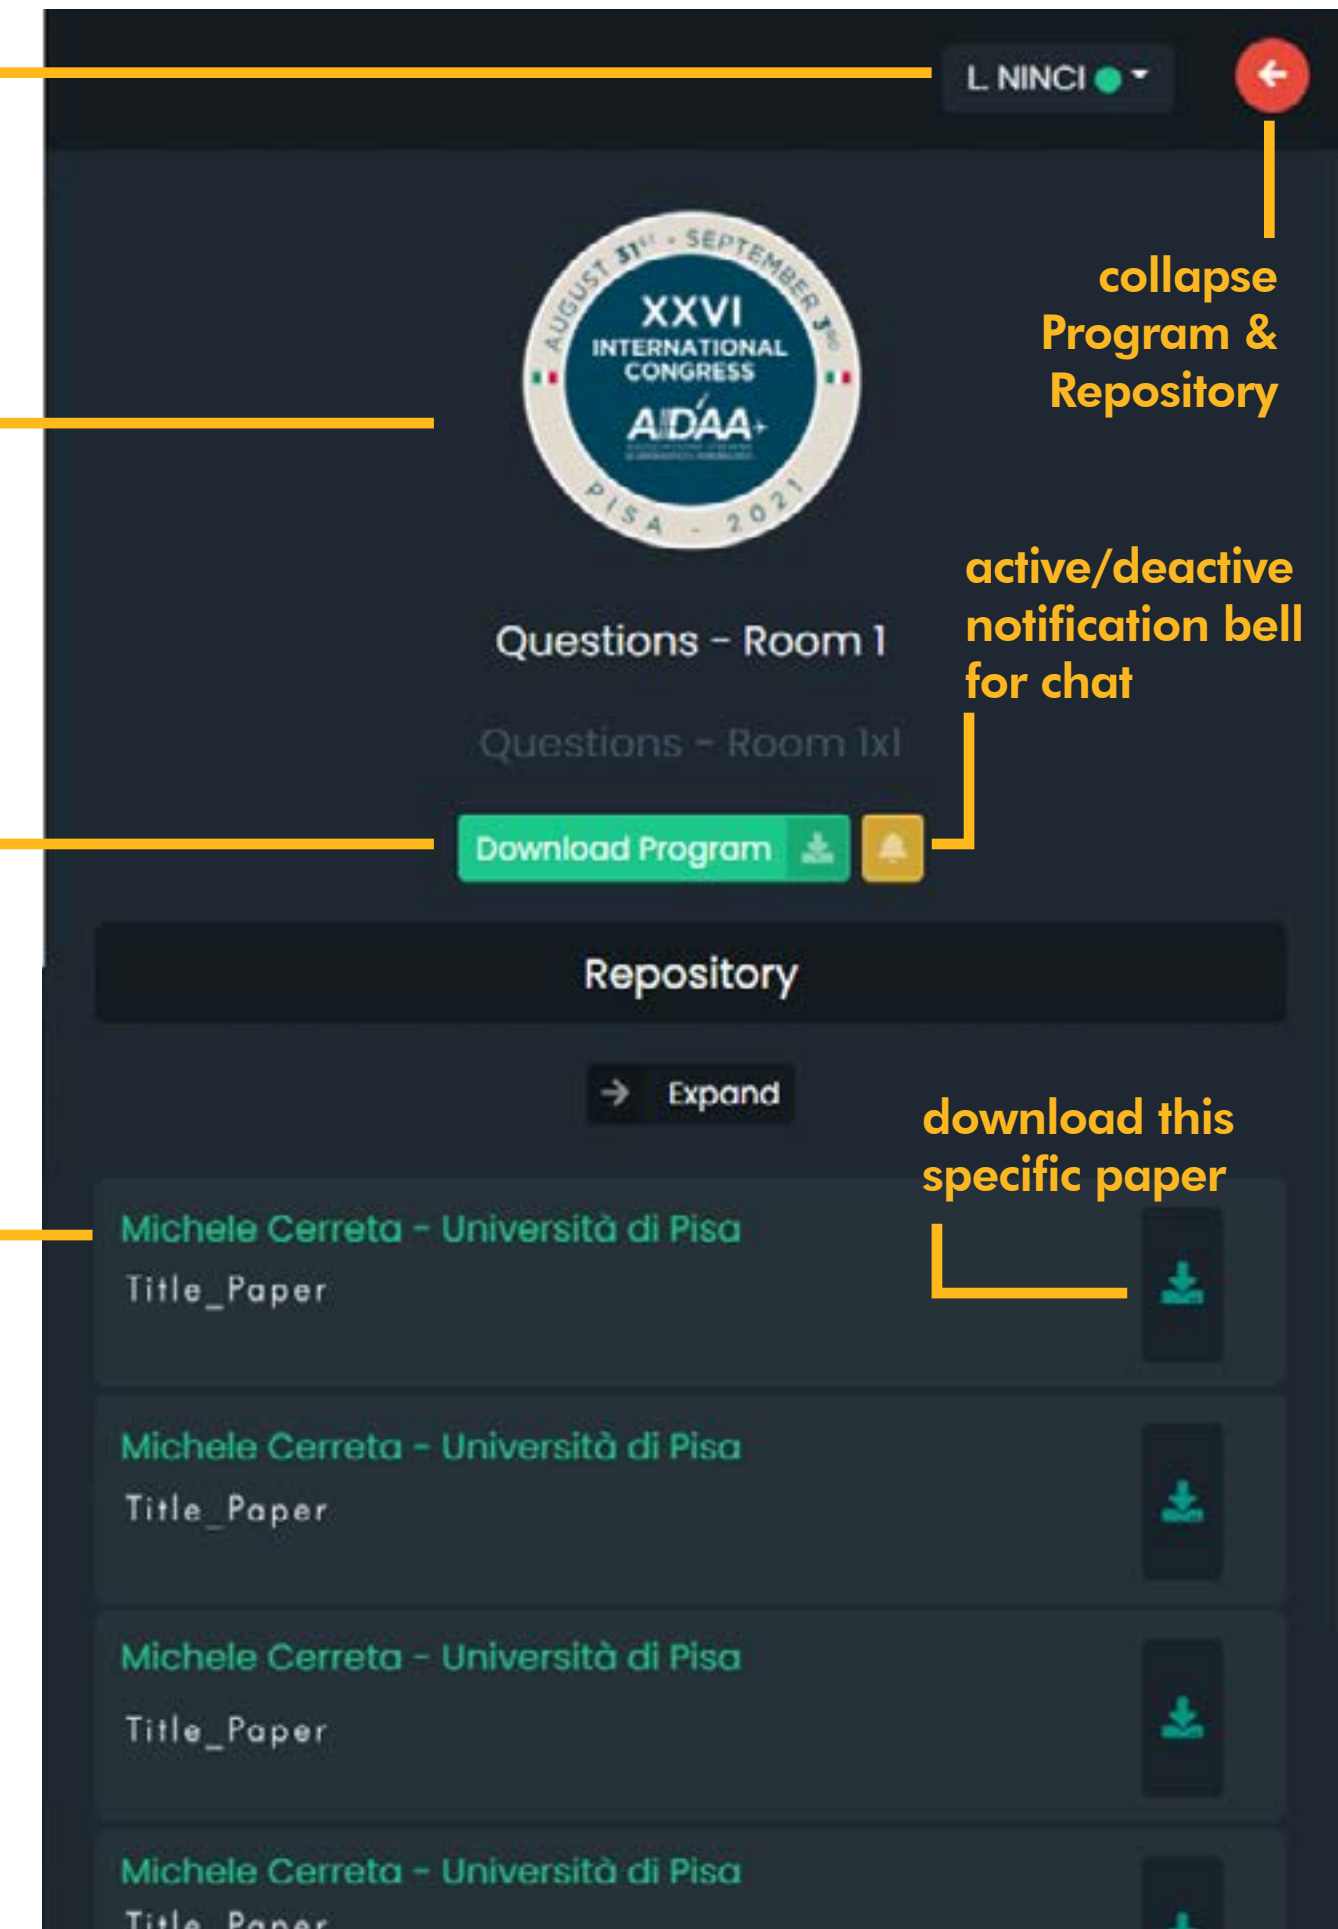 L. NINCI
collapse
Program &
Repository
AUGUST 31ST - SEPTEMBER 3RD
XXVI
INTERNATIONAL
CONGRESS
AIDAA
PISA - 2021
active/deactive
notification bell
for chat
Questions - Room 1
Questions - Room 1x1
Download Program
Repository
Expand
download this
specific paper
Michele Cerreta - Università di Pisa
Title_Paper
Michele Cerreta - Università di Pisa
Title_Paper
Michele Cerreta - Università di Pisa
Title_Paper
Michele Cerreta - Università di Pisa
Title_Paper